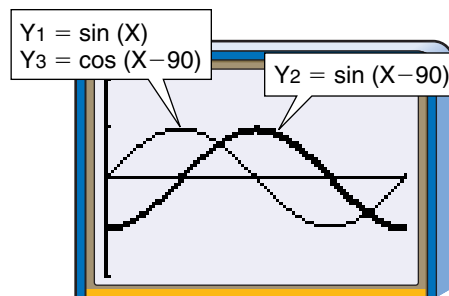 Y1 = sin (X)
Y3 = cos (X−90)
Y2 = sin (X−90)